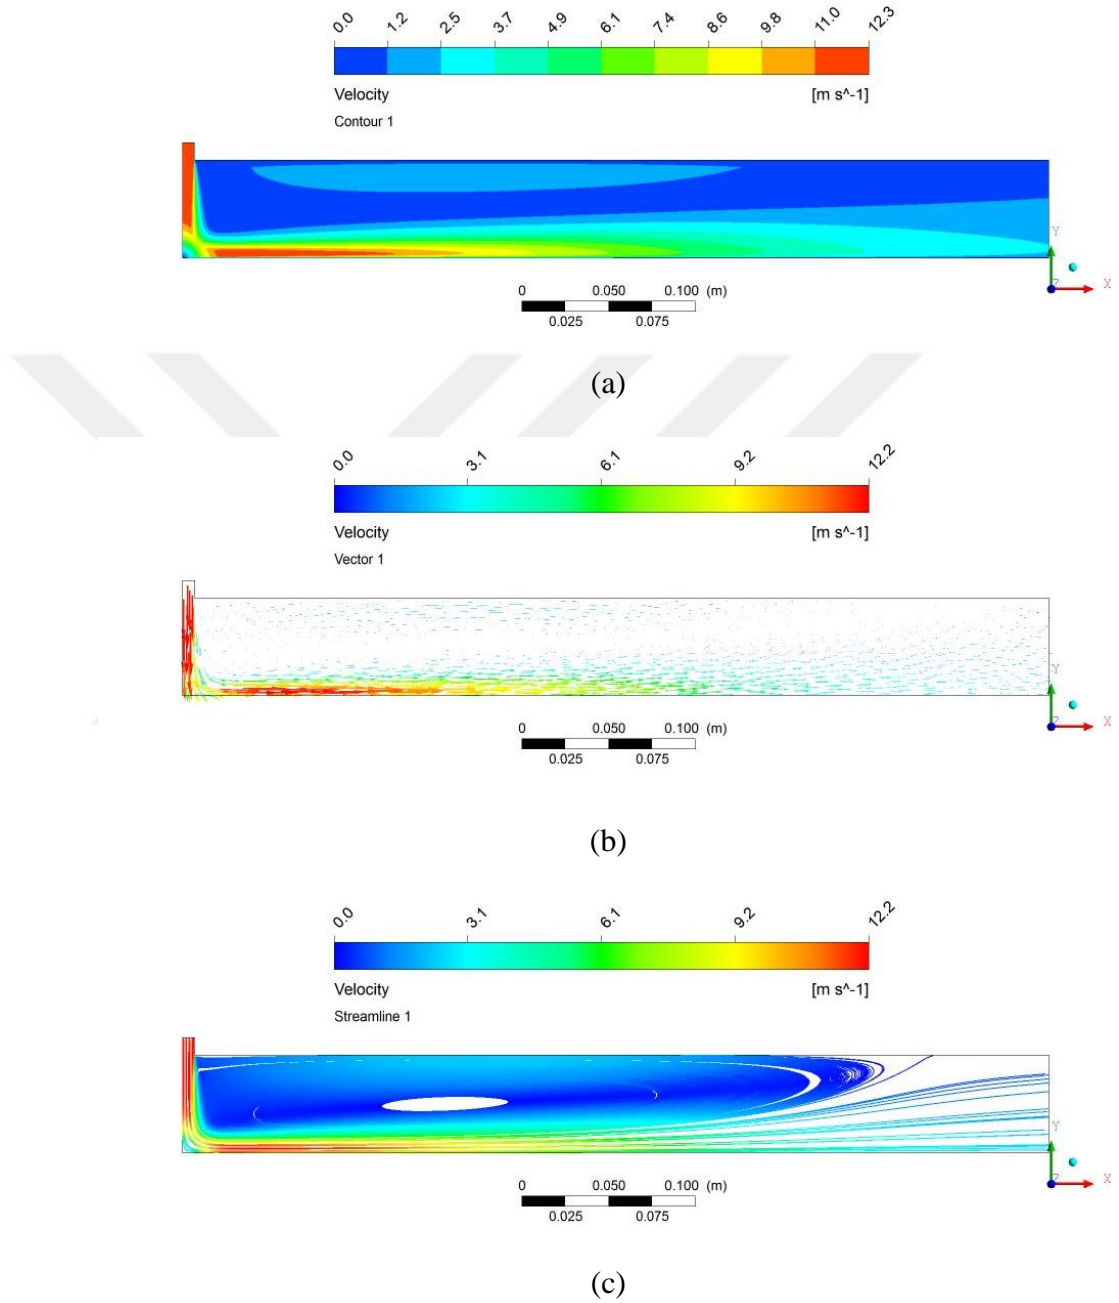 0.0 1.2 2.5 3.7 4.9 6.1 7.4 8.6 9.8 11.0 12.3
Velocity [m s^-1]
Contour 1
Y
Z X
0 0.050 0.100 (m)
0.025 0.075
(a)
0.0 3.1 6.1 9.2 12.2
Velocity [m s^-1]
Vector 1
Y
Z X
0 0.050 0.100 (m)
0.025 0.075
(b)
0.0 3.1 6.1 9.2 12.2
Velocity [m s^-1]
Streamline 1
Y
Z X
0 0.050 0.100 (m)
0.025 0.075
(c)